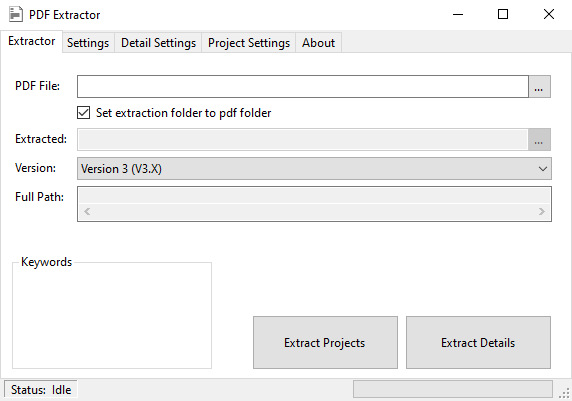 PDF Extractor
Extractor Settings Detail Settings Project Settings About
PDF File: ...
Set extraction folder to pdf folder
Extracted: ...
Version: Version 3 (V3.X)
Full Path:
Keywords
Extract Projects Extract Details
Status: Idle